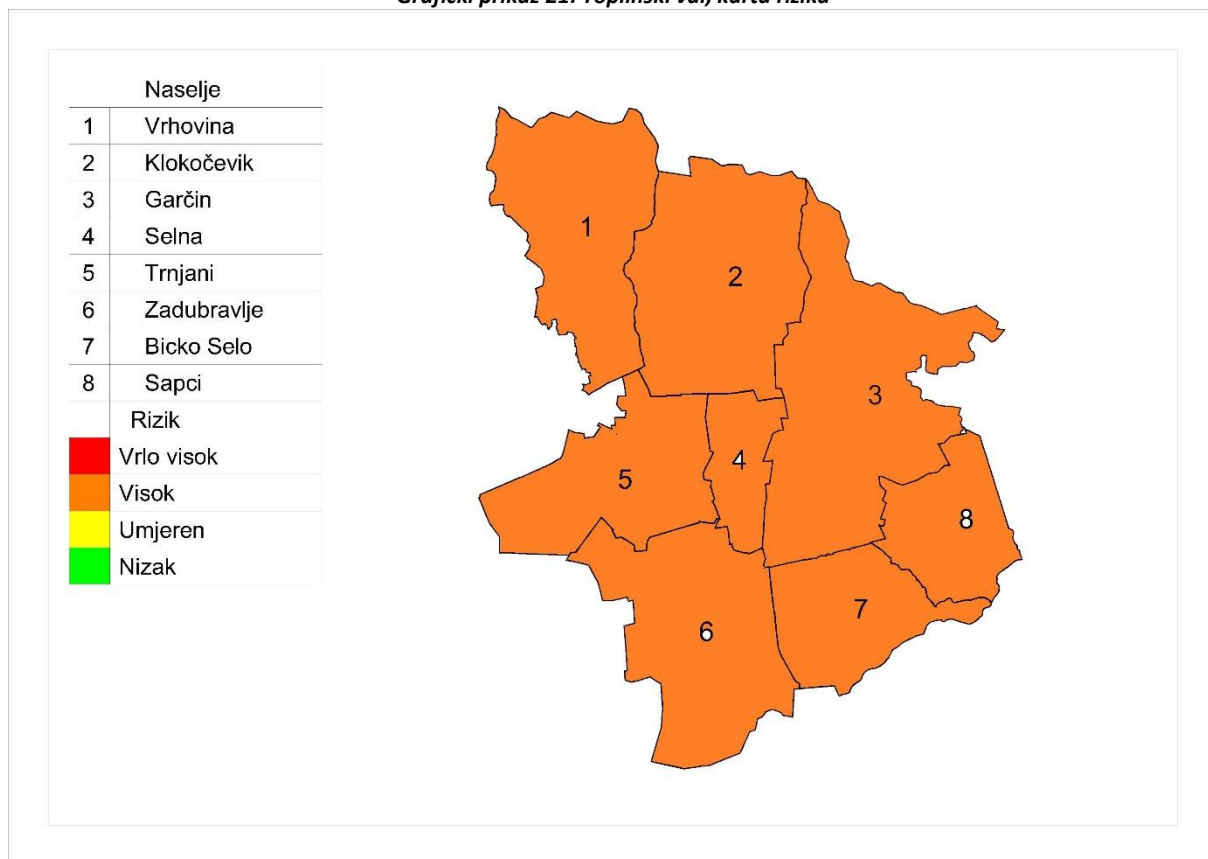 Grafički prikaz 21. Toplinski val, karta rizika
Naselje
1 Vrhovina
2 Klokočevik
3 Garčin
4 Selna
5 Trnjani
6 Zadubravlje
7 Bicko Selo
8 Sapci
Rizik
Vrlo visok
Visok
Umjeren
Nizak
1
2
3
4
5
8
7
6